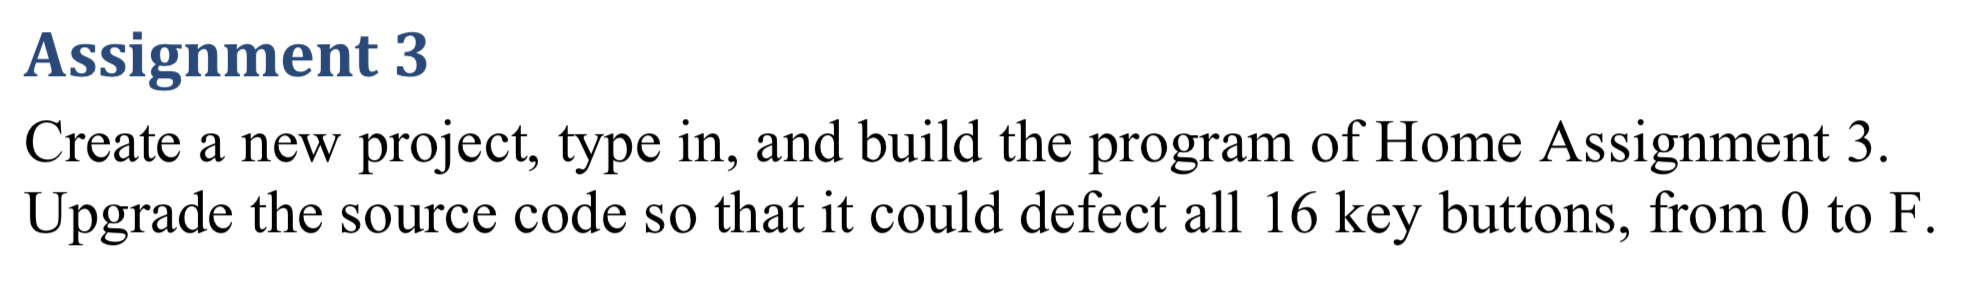 Assignment 3
Create a new project, type in, and build the program of Home Assignment 3.
Upgrade the source code so that it could defect all 16 key buttons, from 0 to F.